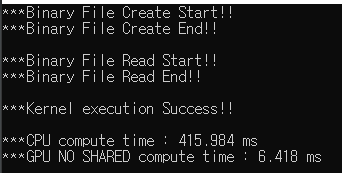 ***Binary File Create Start!!
***Binary File Create End!!
***Binary File Read Start!!
***Binary File Read End!!
***Kernel execution Success!!
***CPU compute time : 415.984 ms
***GPU NO SHARED compute time : 6.418 ms